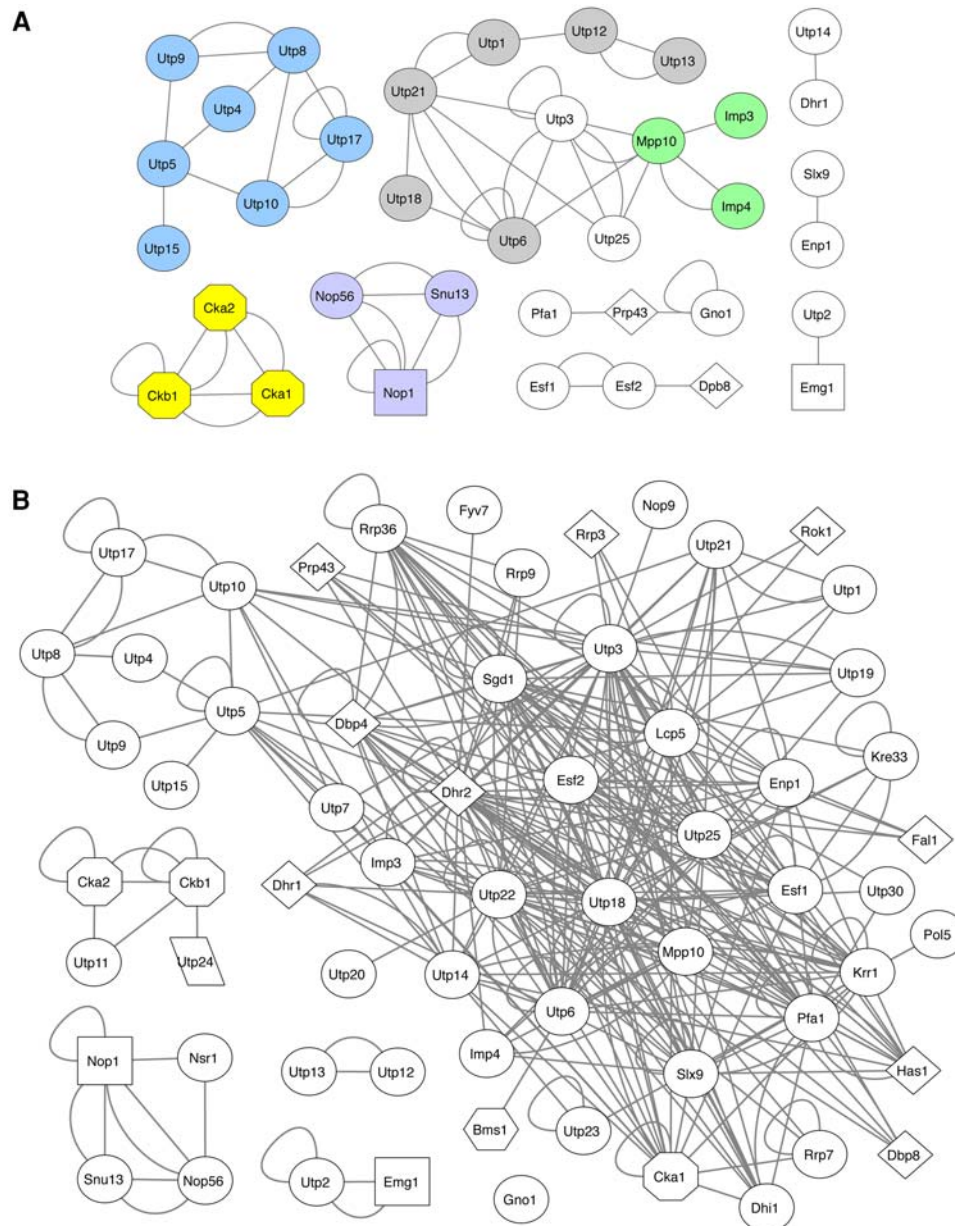 A
Utp9
Utp8
Utp4
Utp17
Utp5
Utp10
Utp15
Utp1
Utp12
Utp13
Utp21
Utp3
Mpp10
Imp3
Imp4
Utp18
Utp6
Utp25
Utp14
Dhr1
Slx9
Enp1
Cka2
Ckb1
Cka1
Nop56
Snu13
Nop1
Pfa1
Prp43
Gno1
Esf1
Esf2
Dpb8
Utp2
Emg1
B
Utp17
Utp10
Utp8
Utp4
Utp5
Utp9
Utp15
Rrp36
Fyv7
Nop9
Prp43
Rrp9
Rrp3
Utp21
Rok1
Utp1
Utp3
Sgd1
Utp19
Dbp4
Lcp5
Kre33
Dhr2
Esf2
Enp1
Utp7
Utp25
Fal1
Imp3
Dhr1
Utp22
Utp18
Esf1
Utp30
Pol5
Cka2
Ckb1
Utp11
Utp24
Utp20
Utp14
Mpp10
Krr1
Utp6
Pfa1
Imp4
Slx9
Has1
Nop1
Nsr1
Utp13
Utp12
Bms1
Utp23
Rrp7
Dbp8
Snu13
Nop56
Utp2
Emg1
Gno1
Cka1
Dhi1